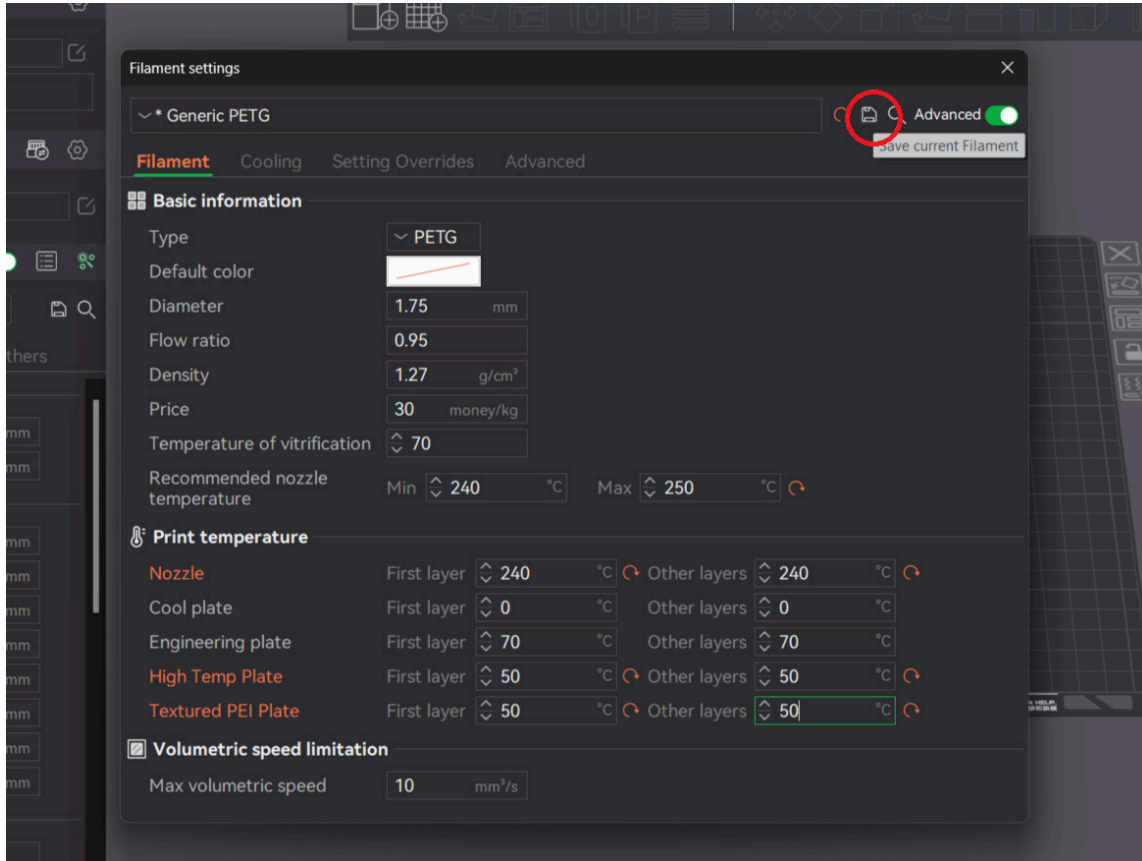 Filament settings
* Generic PETG
Advanced
Save current Filament
Filament Cooling Setting Overrides Advanced
Basic information
Type PETG
Default color
Diameter 1.75 mm
thers
Flow ratio 0.95
Density 1.27 g/cm³
Price 30 money/kg
mm
Temperature of vitrification 70
mm
Recommended nozzle
temperature
Min 240 °C Max 250 °C
mm
Print temperature
mm
Nozzle First layer 240 °C Other layers 240 °C
mm
Cool plate First layer 0 °C Other layers 0 °C
mm
Engineering plate First layer 70 °C Other layers 70 °C
mm
High Temp Plate First layer 50 °C Other layers 50 °C
mm
Textured PEI Plate First layer 50 °C Other layers 50 °C
mm
Volumetric speed limitation
mm
Max volumetric speed 10 mm³/s